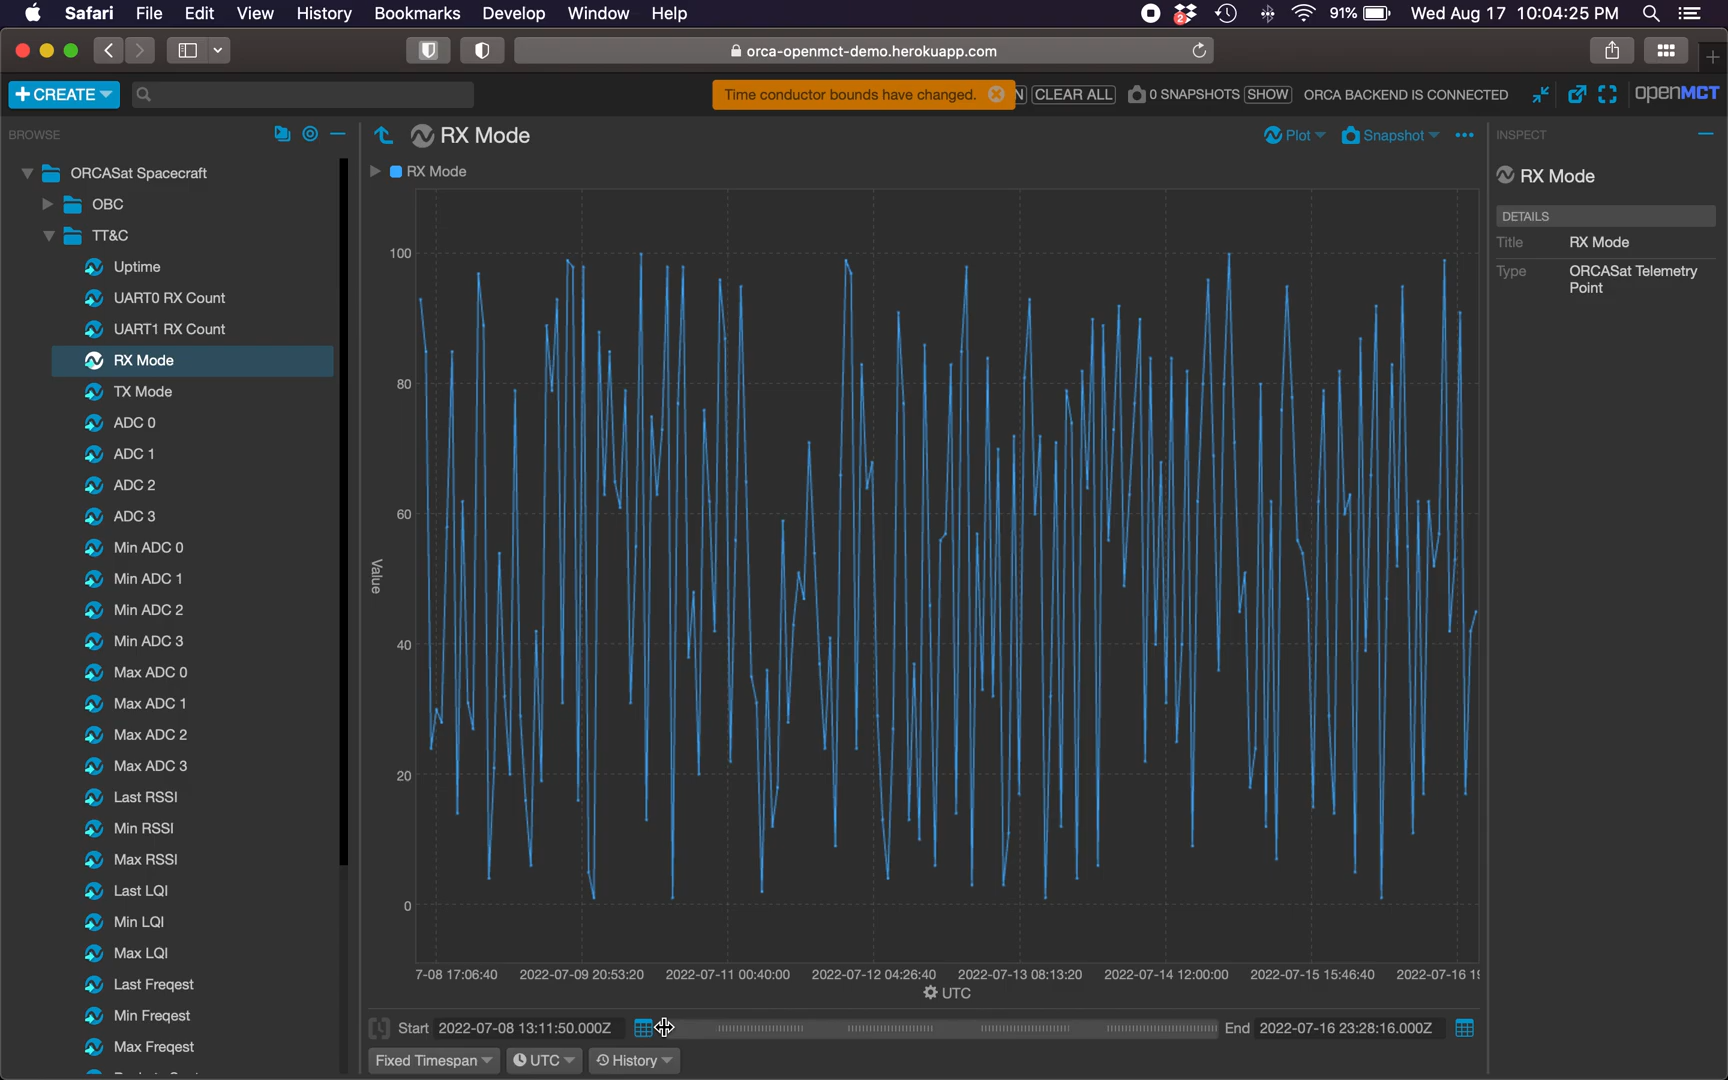 Safari File Edit View History Bookmarks Develop Window Help 2 91% Wed Aug 17 10:04:25 PM
orca-openmct-demo.herokuapp.com
CREATE Time conductor bounds have changed. N CLEAR ALL 0 SNAPSHOTS SHOW ORCA BACKEND IS CONNECTED openMCT
BROWSE
RX Mode
Plot Snapshot
INSPECT
ORCASat Spacecraft
OBC
TT&C
Uptime
UART0 RX Count
UART1 RX Count
RX Mode
TX Mode
ADC 0
ADC 1
ADC 2
ADC 3
Min ADC 0
Min ADC 1
Min ADC 2
Min ADC 3
Max ADC 0
Max ADC 1
Max ADC 2
Max ADC 3
Last RSSI
Min RSSI
Max RSSI
Last LQI
Min LQI
Max LQI
Last Freqest
Min Freqest
Max Freqest
RX Mode
100
80
60
40
20
0
Value
7-08 17:06:40 2022-07-09 20:53:20 2022-07-11 00:40:00 2022-07-12 04:26:40 2022-07-13 08:13:20 2022-07-14 12:00:00 2022-07-15 15:46:40 2022-07-16 19
UTC
Start 2022-07-08 13:11:50.000Z End 2022-07-16 23:28:16.000Z
Fixed Timespan UTC History
RX Mode
DETAILS
Title RX Mode
Type ORCASat Telemetry
Point